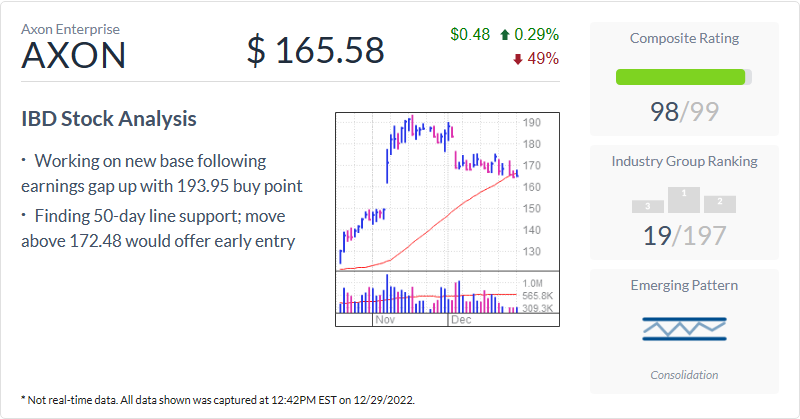 Axon Enterprise
AXON
$ 165.58
$0.48 0.29%
49%
IBD Stock Analysis
· Working on new base following
earnings gap up with 193.95 buy point
· Finding 50-day line support; move
above 172.48 would offer early entry
190
180
170
160
150
140
130
1.0M
565.8K
309.3K
Nov Dec
Composite Rating
98/99
Industry Group Ranking
3 1 2
19/197
Emerging Pattern
Consolidation
* Not real-time data. All data shown was captured at 12:42PM EST on 12/29/2022.